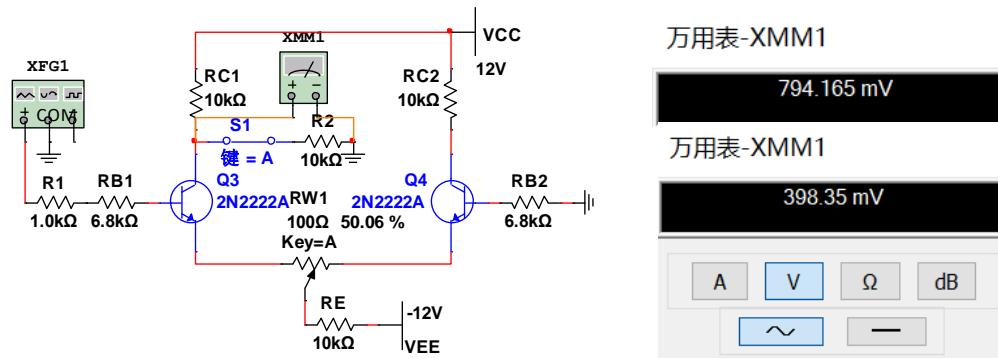 XFG1
+ COM -
R1
1.0kΩ
RB1
6.8kΩ
RC1
10kΩ
XMM1
+ -
S1
键 = A
R2
10kΩ
RC2
10kΩ
VCC
12V
Q3
2N2222A
RW1
100Ω
50.06 %
Key=A
Q4
2N2222A
RB2
6.8kΩ
RE
10kΩ
-12V
VEE
万用表-XMM1
794.165 mV
万用表-XMM1
398.35 mV
A V Ω dB